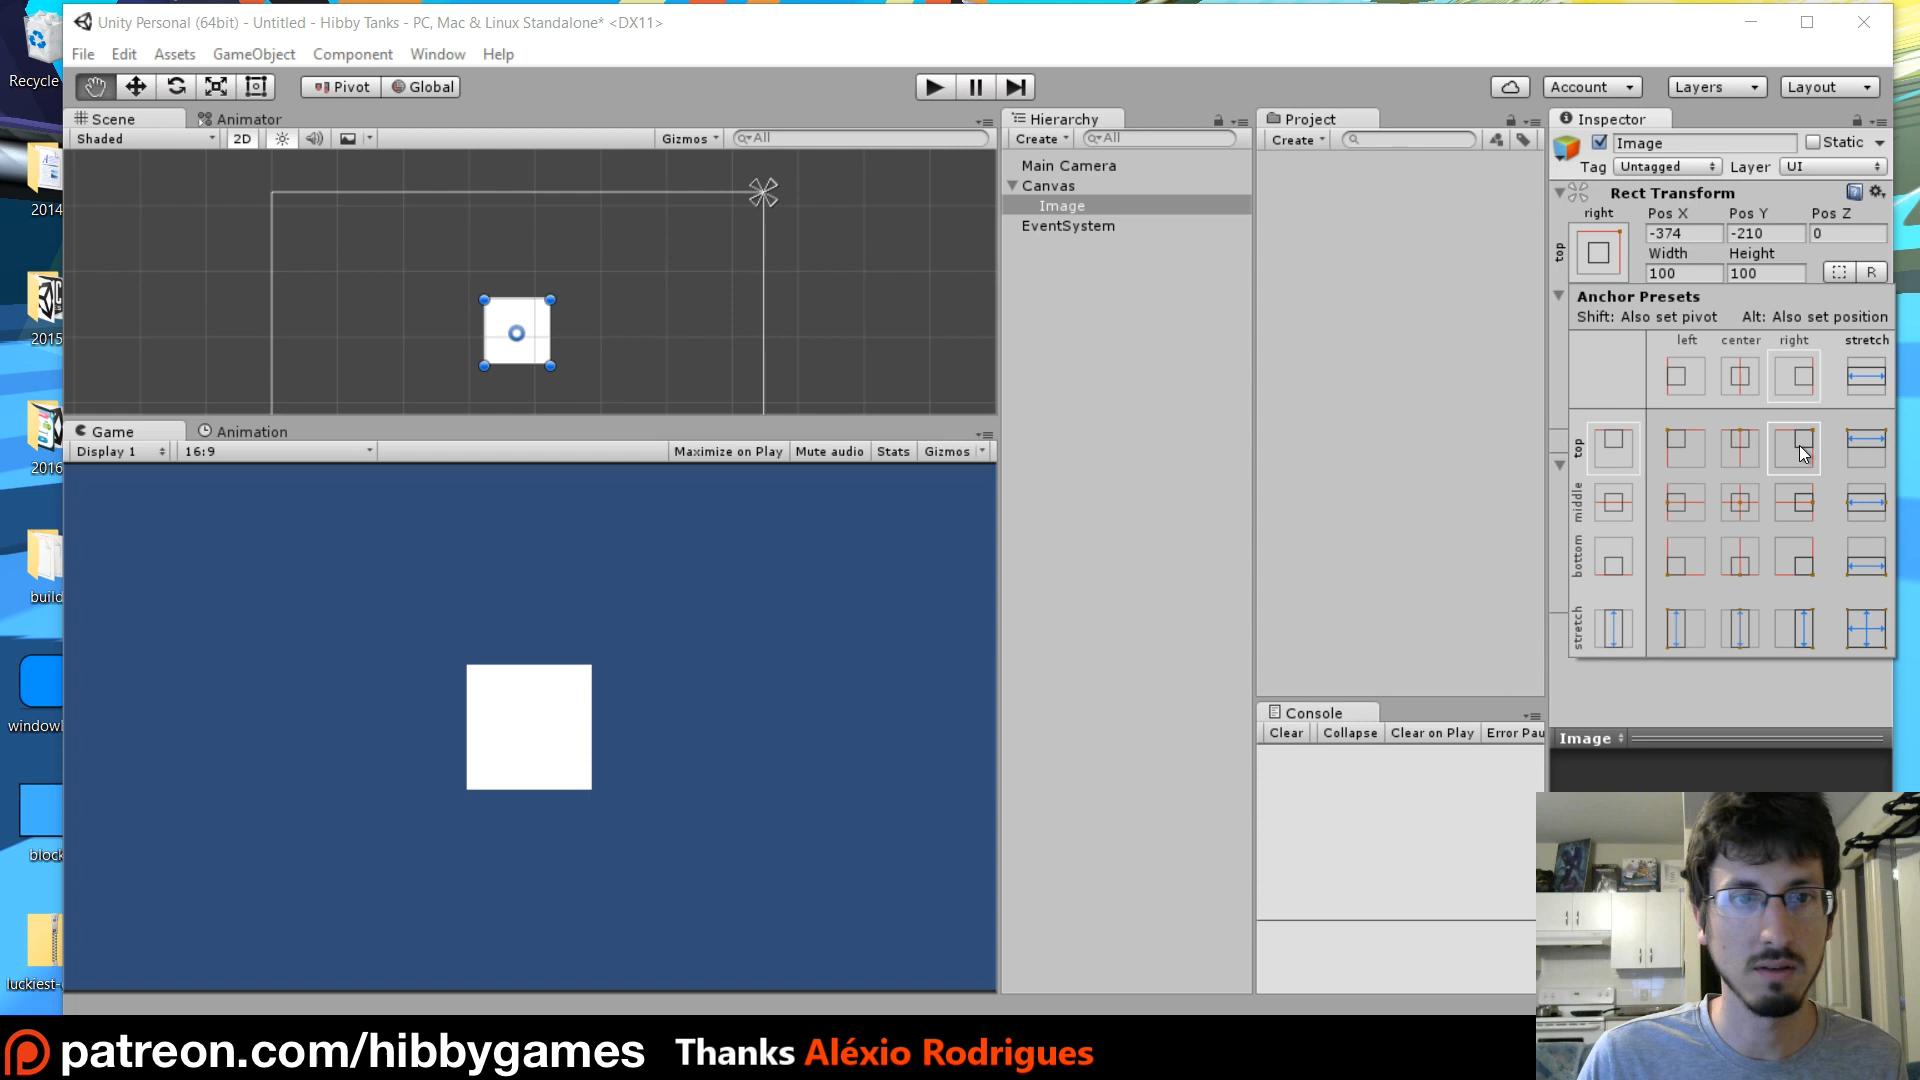 Unity Personal (64bit) - Untitled - Hibby Tanks - PC, Mac & Linux Standalone* <DX11>
File Edit Assets GameObject Component Window Help
Pivot Global Account Layers Layout
Scene Animator
Shaded 2D Gizmos All
Hierarchy
Create All
Main Camera
Canvas
Image
EventSystem
Project
Create
Inspector
Image Static
Tag Untagged Layer UI
Rect Transform
right Pos X Pos Y Pos Z
top -374 -210 0
Width Height
100 100 R
Anchor Presets
Shift: Also set pivot Alt: Also set position
left center right stretch
top
middle
bottom
stretch
Game Animation
Display 1 16:9 Maximize on Play Mute audio Stats Gizmos
Console
Clear Collapse Clear on Play Error Pau
Image
Recycle
2014
2015
2016
build
window
block
luckiest-
patreon.com/hibbygames Thanks Aléxio Rodrigues